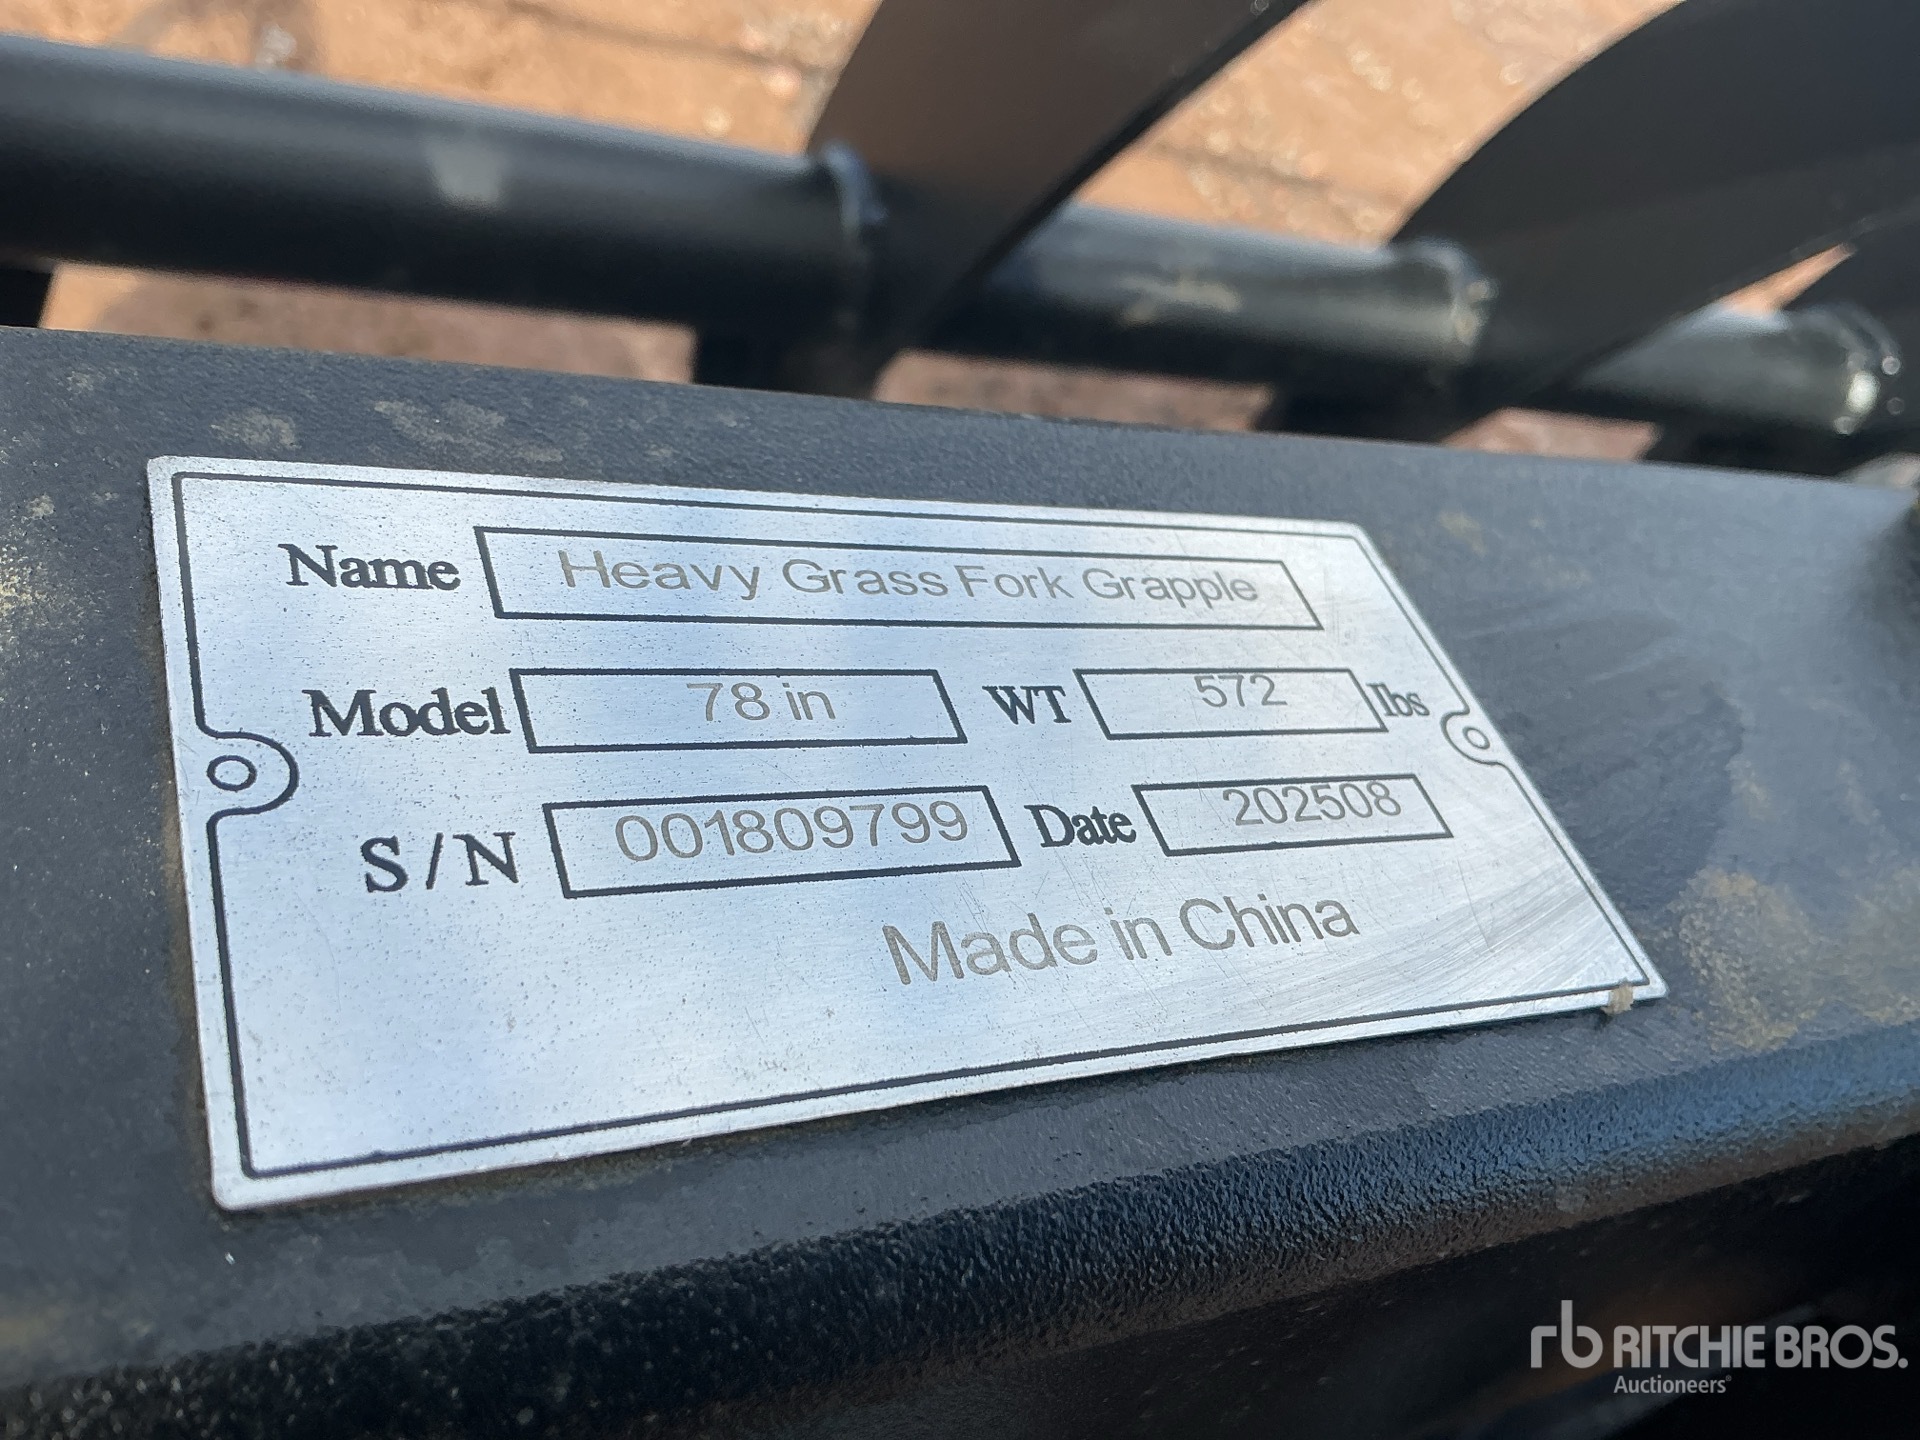 Name Heavy Grass Fork Grapple
Model 78 in WT 572 lbs
S/N 001809799 Date 202508
Made in China
rb RITCHIE BROS.
Auctioneers®